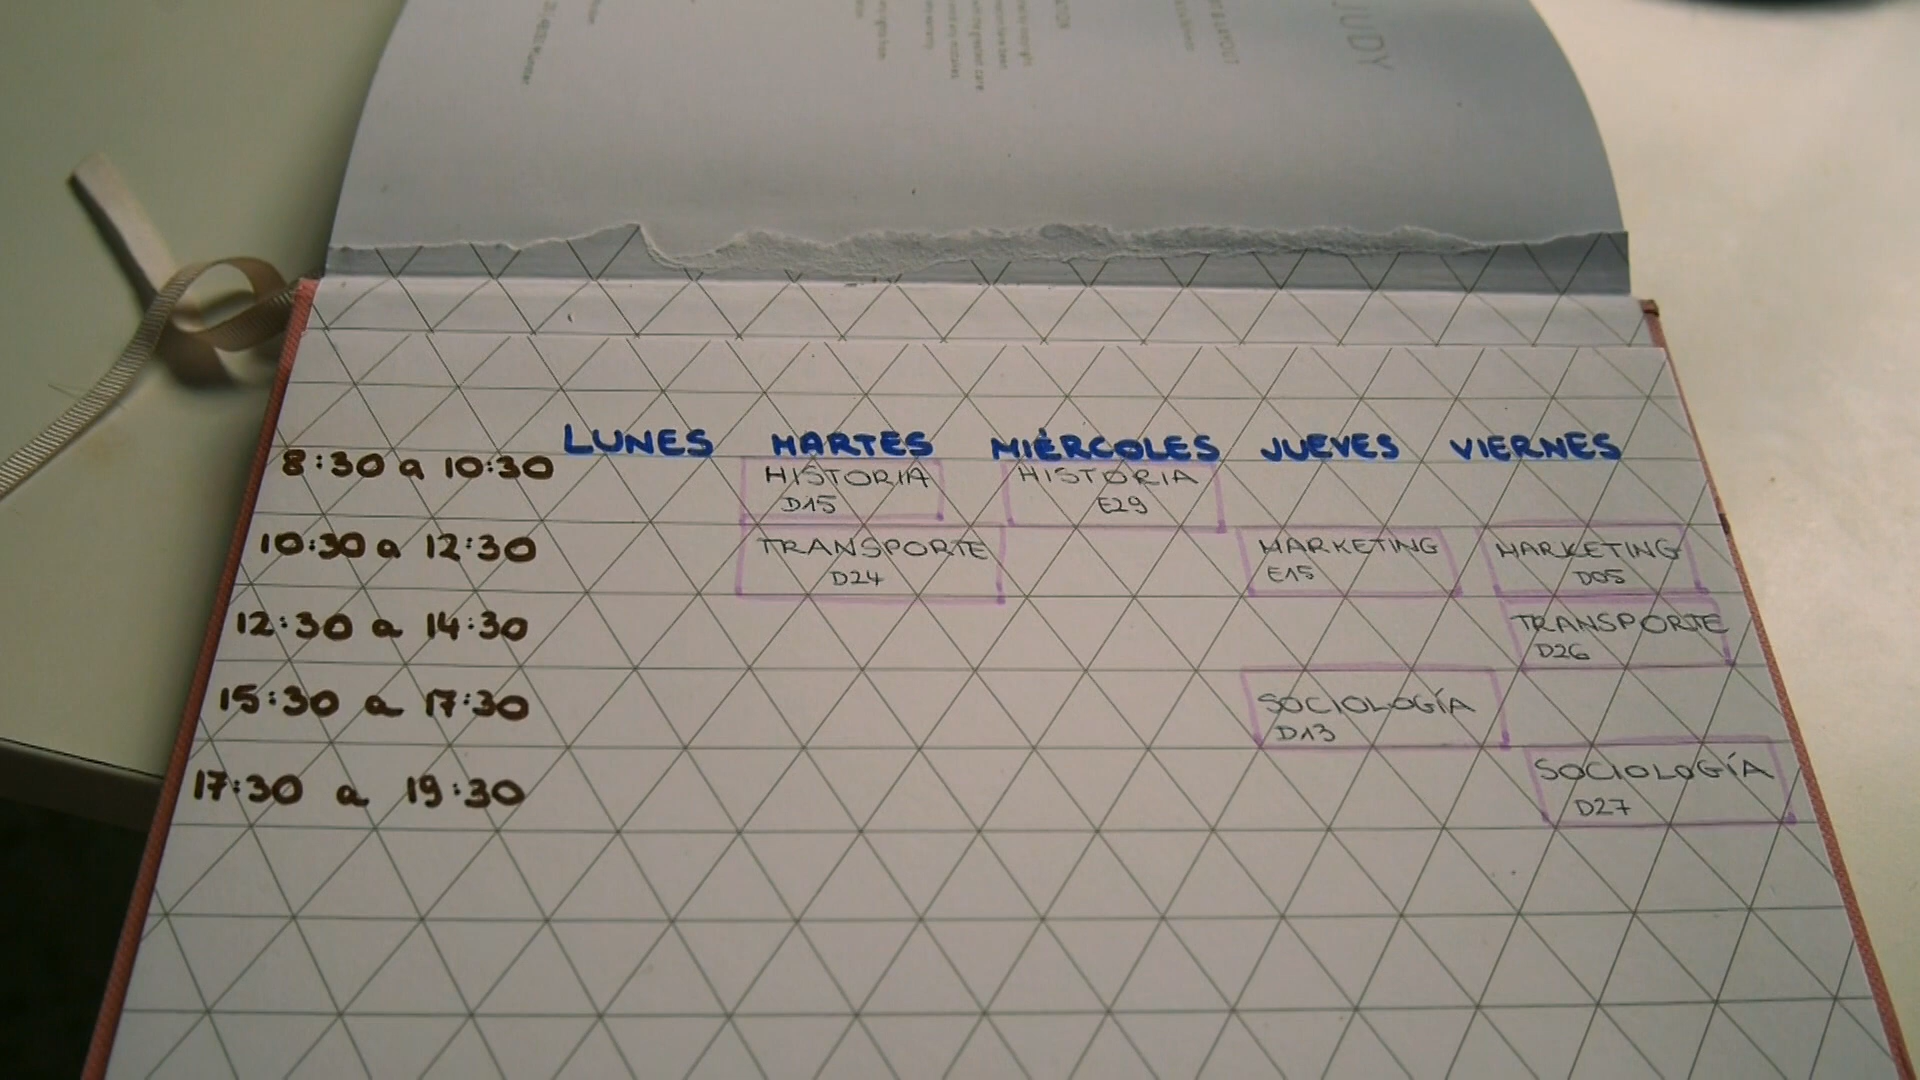 JUDY
LUNES MARTES MIÉRCOLES JUEVES VIERNES
8:30 a 10:30 HISTORIA HISTORIA
D15 E29
10:30 a 12:30 TRANSPORTE MARKETING MARKETING
D24 E15 D05
12:30 a 14:30 TRANSPORTE
D26
15:30 a 17:30 SOCIOLOGÍA
D13
17:30 a 19:30 SOCIOLOGÍA
D27